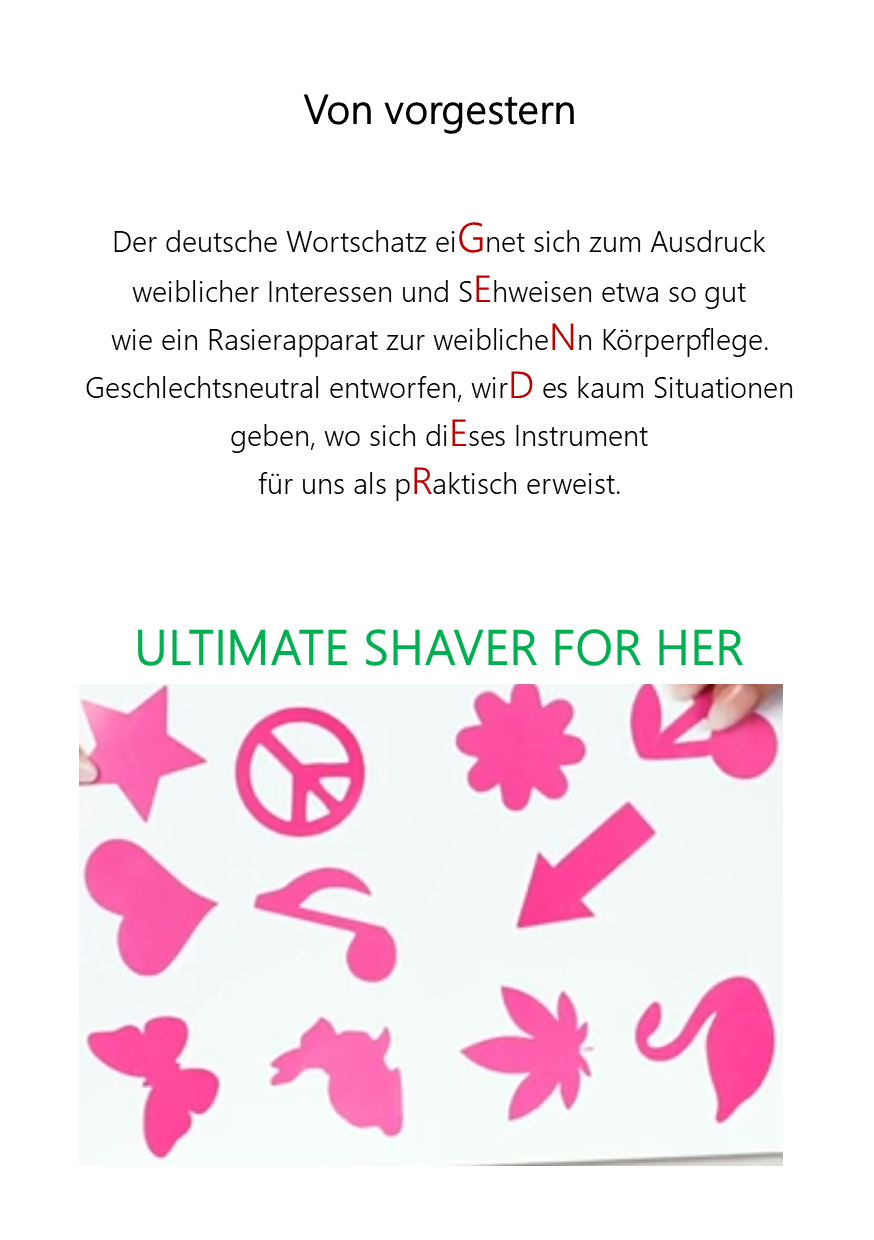 Von vorgestern
Der deutsche Wortschatz eiGnet sich zum Ausdruck
weiblicher Interessen und SEhweisen etwa so gut
wie ein Rasierapparat zur weiblicheNn Körperpflege.
Geschlechtsneutral entworfen, wirD es kaum Situationen
geben, wo sich diEses Instrument
für uns als pRaktisch erweist.
ULTIMATE SHAVER FOR HER